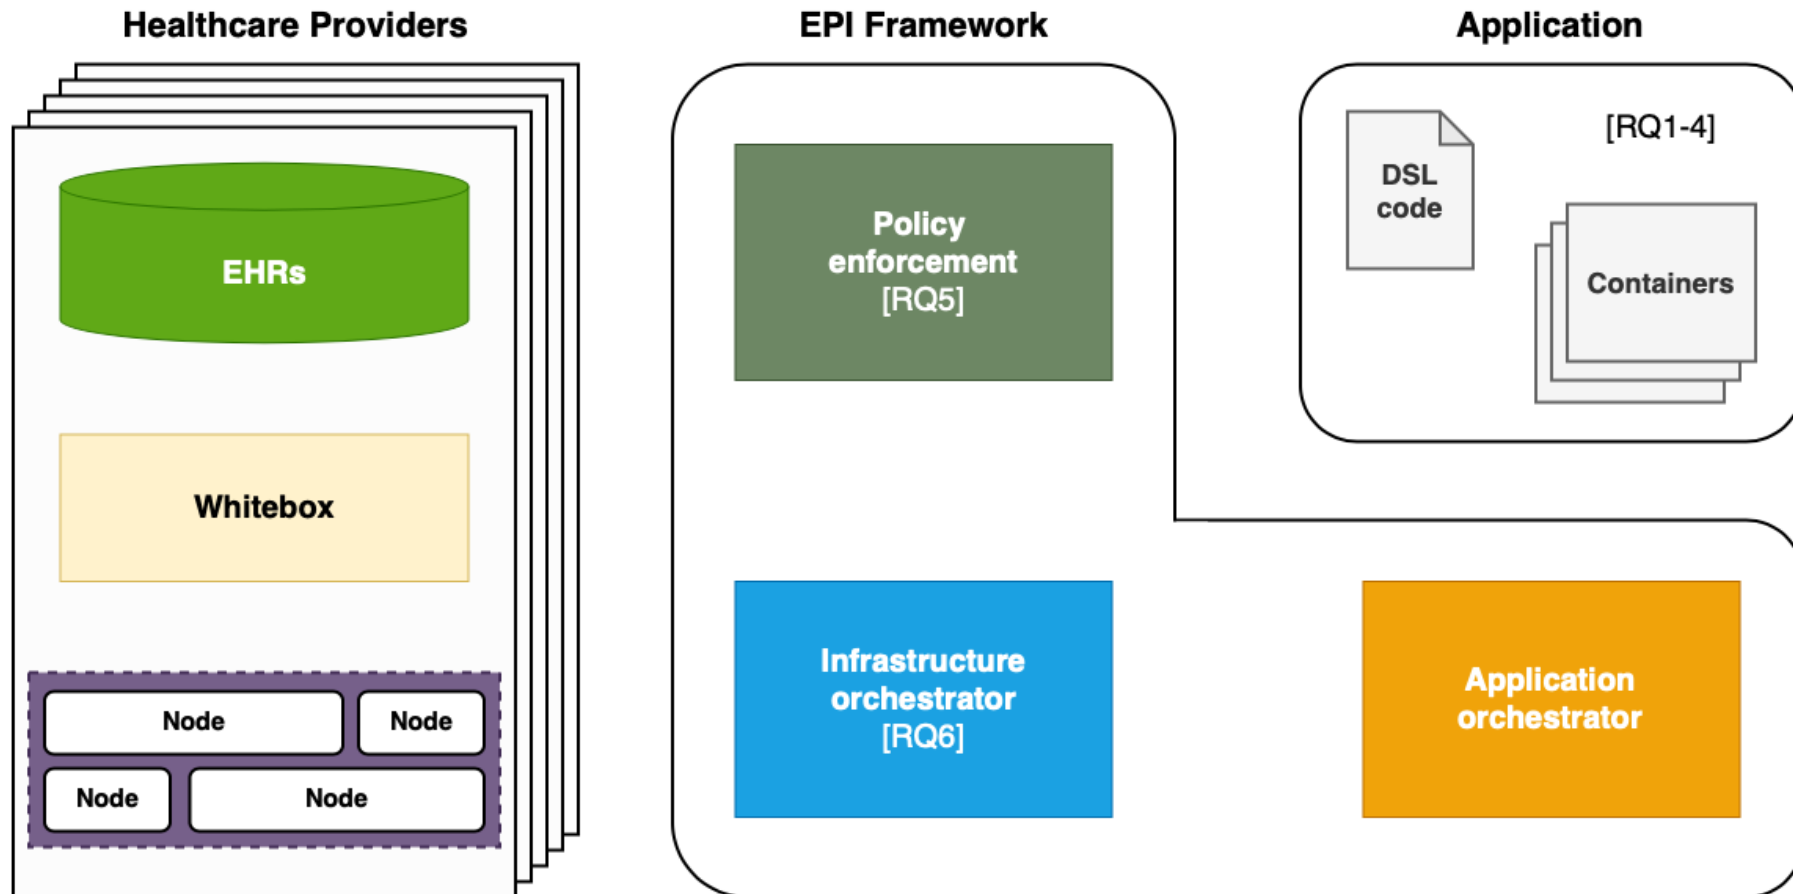 Healthcare Providers
EHRs
Whitebox
Node
Node
Node
Node
EPI Framework
Policy
enforcement
[RQ5]
Infrastructure
orchestrator
[RQ6]
Application
DSL
code
[RQ1-4]
Containers
Application
orchestrator